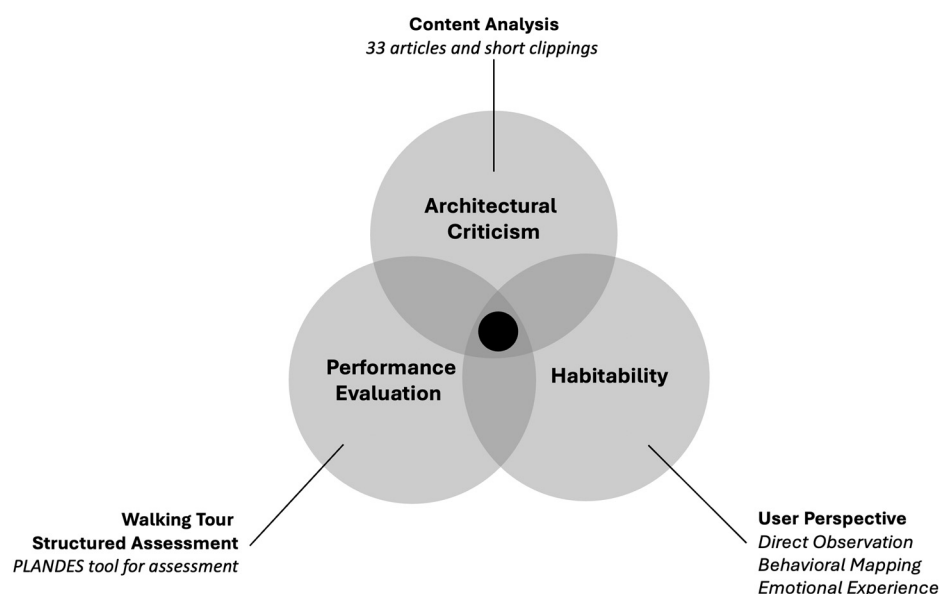 Content Analysis
33 articles and short clippings
Architectural
Criticism
Performance
Evaluation
Habitability
Walking Tour
Structured Assessment
PLANDES tool for assessment
User Perspective
Direct Observation
Behavioral Mapping
Emotional Experience